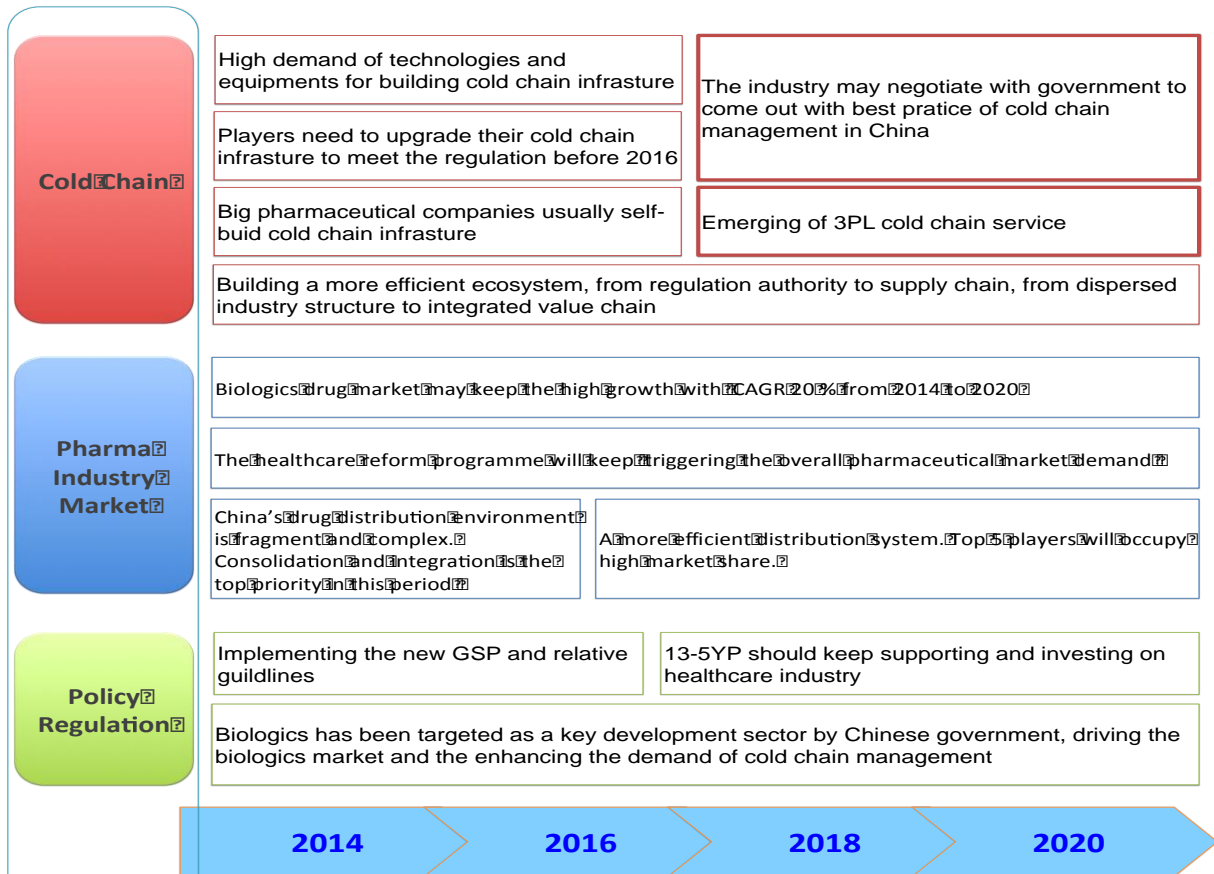 Cold Chain
High demand of technologies and
equipments for building cold chain infrasture
Players need to upgrade their cold chain
infrasture to meet the regulation before 2016
Big pharmaceutical companies usually self-
buid cold chain infrasture
The industry may negotiate with government to
come out with best pratice of cold chain
management in China
Emerging of 3PL cold chain service
Building a more efficient ecosystem, from regulation authority to supply chain, from dispersed
industry structure to integrated value chain
Pharma
Industry
Market
Biologics drug market may keep the high growth with CAGR 20 % from 2014 to 2020
The healthcare reform programme will keep triggering the overall pharmaceutical market demand
China’s drug distribution environment
is fragment and complex.
Consolidation and integration is the
top priority in this period
A more efficient distribution system. Top 5 players will occupy
high market share.
Policy
Regulation
Implementing the new GSP and relative
guildlines
13-5YP should keep supporting and investing on
healthcare industry
Biologics has been targeted as a key development sector by Chinese government, driving the
biologics market and the enhancing the demand of cold chain management
2014
2016
2018
2020